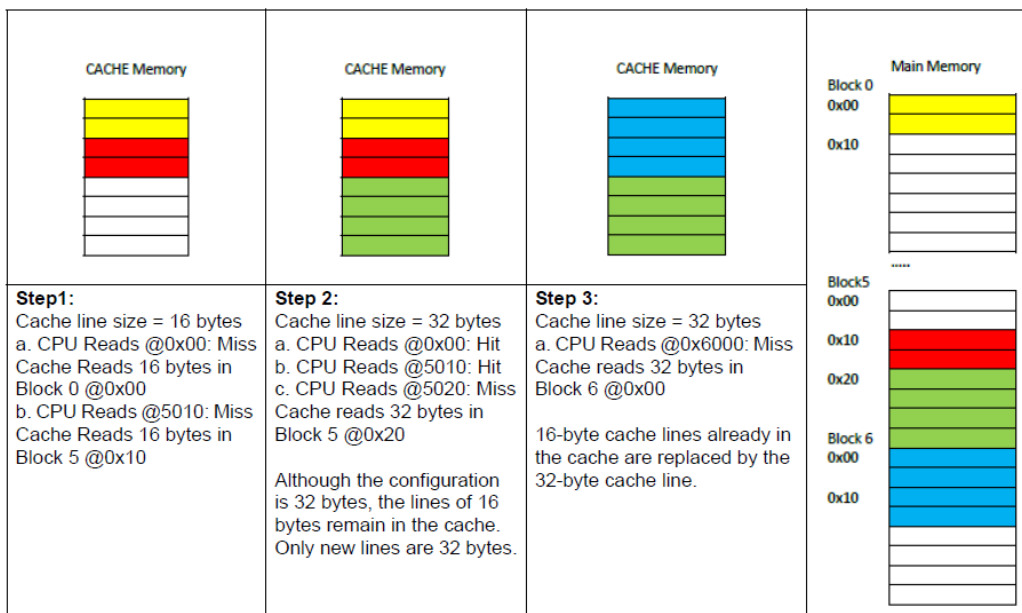 CACHE Memory
Step1:
Cache line size = 16 bytes
a. CPU Reads @0x00: Miss
Cache Reads 16 bytes in
Block 0 @0x00
b. CPU Reads @5010: Miss
Cache Reads 16 bytes in
Block 5 @0x10
CACHE Memory
Step 2:
Cache line size = 32 bytes
a. CPU Reads @0x00: Hit
b. CPU Reads @5010: Hit
c. CPU Reads @5020: Miss
Cache reads 32 bytes in
Block 5 @0x20
Although the configuration
is 32 bytes, the lines of 16
bytes remain in the cache.
Only new lines are 32 bytes.
CACHE Memory
Step 3:
Cache line size = 32 bytes
a. CPU Reads @0x6000: Miss
Cache reads 32 bytes in
Block 6 @0x00
16-byte cache lines already in
the cache are replaced by the
32-byte cache line.
Main Memory
Block 0
0x00
0x10
.....
Block5
0x00
0x10
0x20
Block 6
0x00
0x10